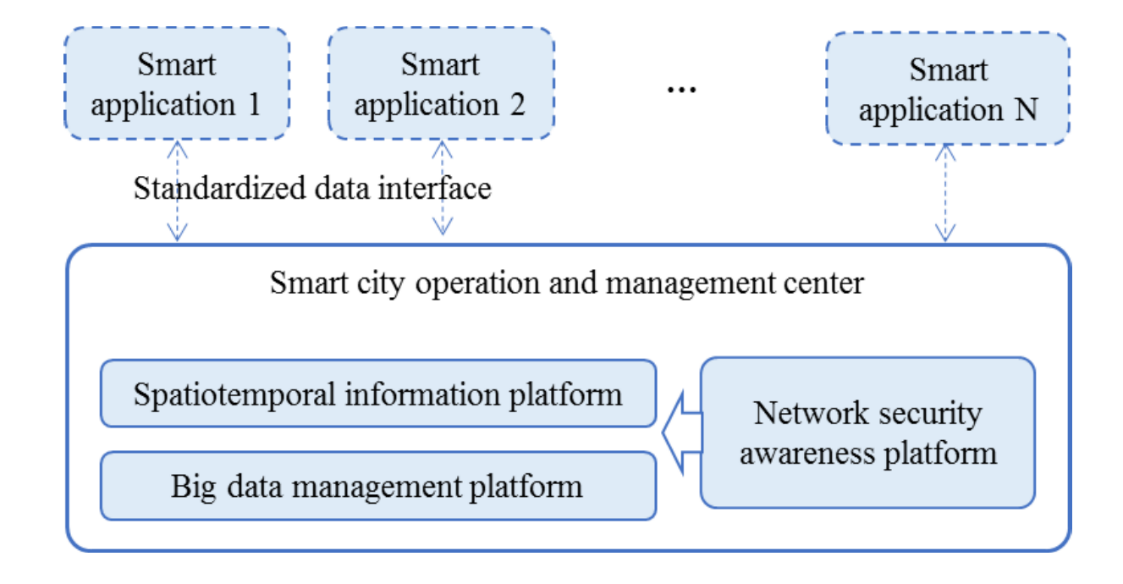 Smart
application 1
Smart
application 2
...
Smart
application N
Standardized data interface
Smart city operation and management center
Spatiotemporal information platform
Big data management platform
Network security
awareness platform